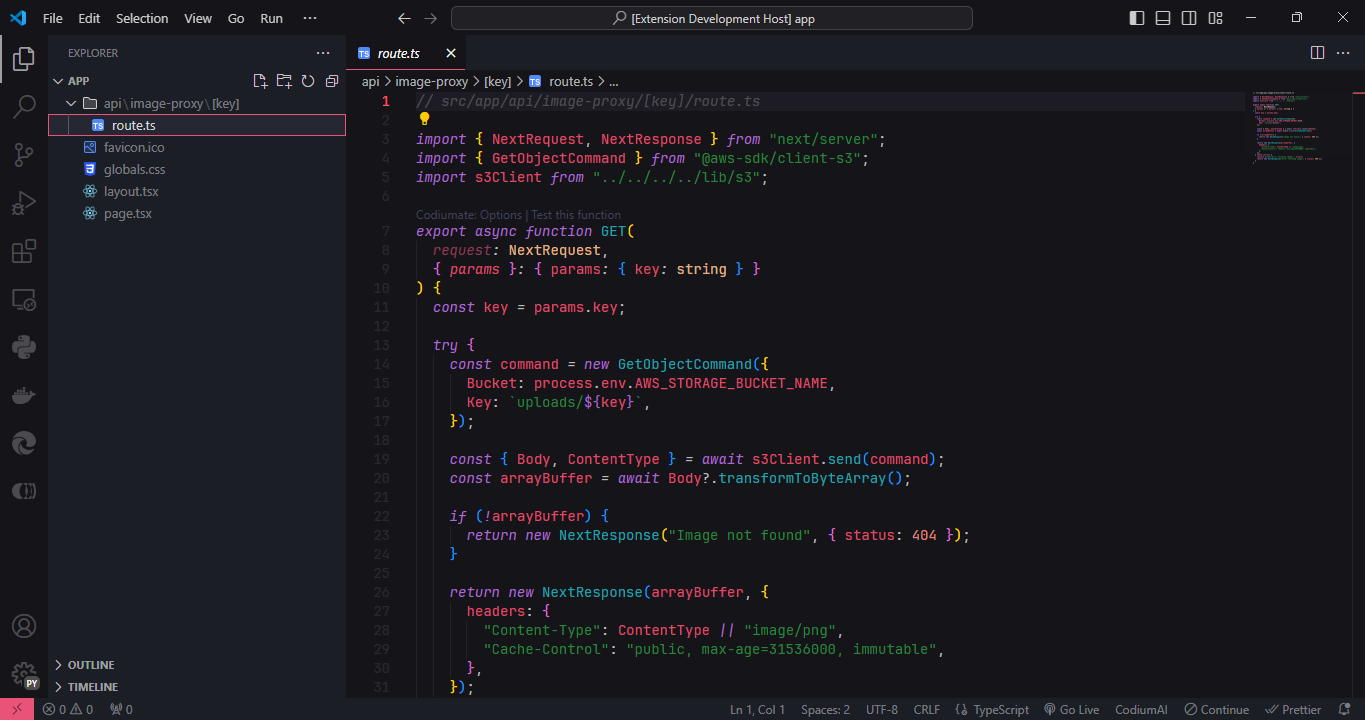 File Edit Selection View Go Run ··· [Extension Development Host] app
EXPLORER ···
APP
api\image-proxy\[key]
TS route.ts
favicon.ico
globals.css
layout.tsx
page.tsx
OUTLINE
TIMELINE
TS route.ts
api > image-proxy > [key] > TS route.ts > ...
1 // src/app/api/image-proxy/[key]/route.ts
2
3 import { NextRequest, NextResponse } from "next/server";
4 import { GetObjectCommand } from "@aws-sdk/client-s3";
5 import s3Client from "../../../../lib/s3";
6
Codiumate: Options | Test this function
7 export async function GET(
8 request: NextRequest,
9 { params }: { params: { key: string } }
10 ) {
11 const key = params.key;
12
13 try {
14 const command = new GetObjectCommand({
15 Bucket: process.env.AWS_STORAGE_BUCKET_NAME,
16 Key: `uploads/${key}`,
17 });
18
19 const { Body, ContentType } = await s3Client.send(command);
20 const arrayBuffer = await Body?.transformToByteArray();
21
22 if (!arrayBuffer) {
23 return new NextResponse("Image not found", { status: 404 });
24 }
25
26 return new NextResponse(arrayBuffer, {
27 headers: {
28 "Content-Type": ContentType || "image/png",
29 "Cache-Control": "public, max-age=31536000, immutable",
30 },
31 });
PY
0 0 0 Ln 1, Col 1 Spaces: 2 UTF-8 CRLF {} TypeScript Go Live CodiumAI Continue Prettier